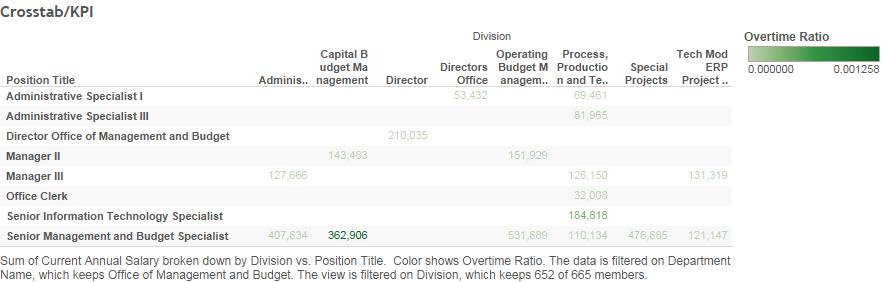 Crosstab/KPI
Division
Overtime Ratio
0.000000 0.001258
Position Title Adminis.. Capital B udget Ma nagement Director Directors Office Operating Budget M anagem.. Process, Productio n and Te.. Special Projects Tech Mod ERP Project ..
Administrative Specialist I 53,432 69,461
Administrative Specialist III 81,965
Director Office of Management and Budget 210,035
Manager II 143,483 151,929
Manager III 127,666 126,150 131,319
Office Clerk 32,008
Senior Information Technology Specialist 184,818
Senior Management and Budget Specialist 407,634 362,906 531,689 110,134 476,685 121,147
Sum of Current Annual Salary broken down by Division vs. Position Title. Color shows Overtime Ratio. The data is filtered on Department
Name, which keeps Office of Management and Budget. The view is filtered on Division, which keeps 652 of 665 members.